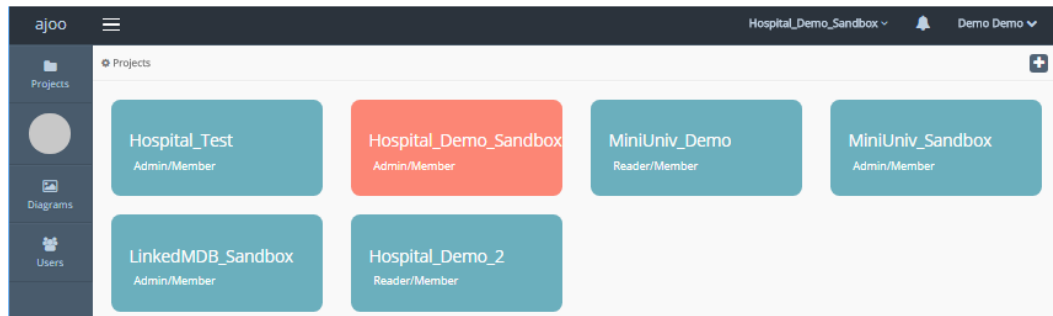 ajoo
Hospital_Demo_Sandbox
Demo Demo
Projects
Projects
Hospital_Test
Admin/Member
Hospital_Demo_Sandbox
Admin/Member
MiniUniv_Demo
Reader/Member
MiniUniv_Sandbox
Admin/Member
Diagrams
Users
LinkedMDB_Sandbox
Admin/Member
Hospital_Demo_2
Reader/Member